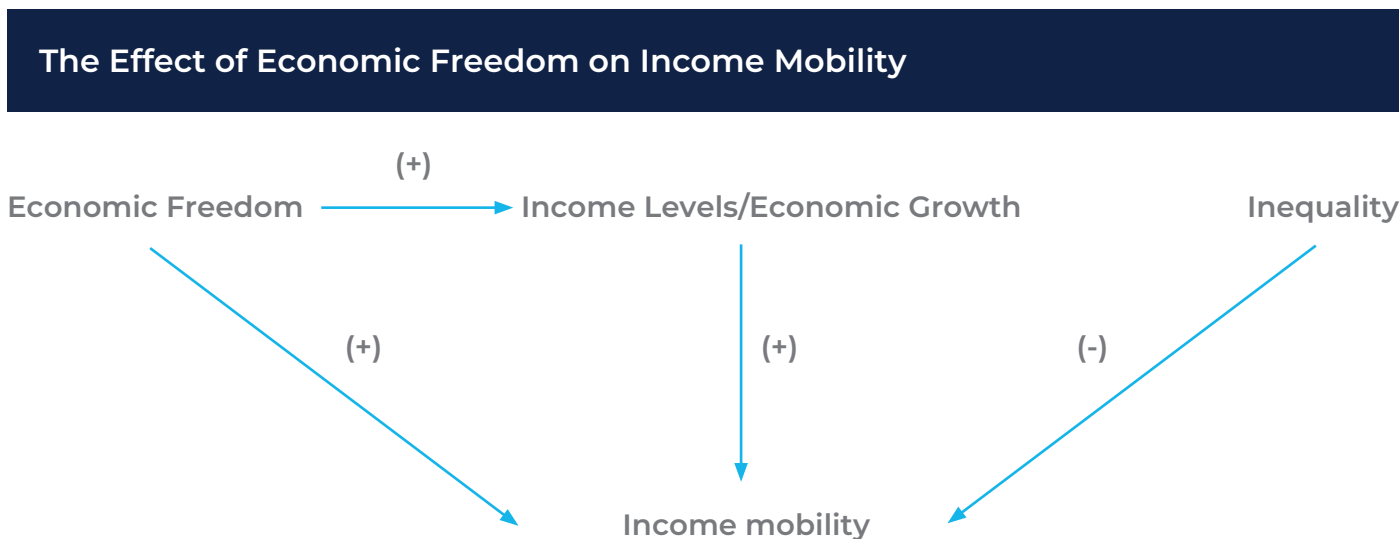 The Effect of Economic Freedom on Income Mobility
(+)
Economic Freedom
Income Levels/Economic Growth
Inequality
(+)
(+)
(-)
Income mobility